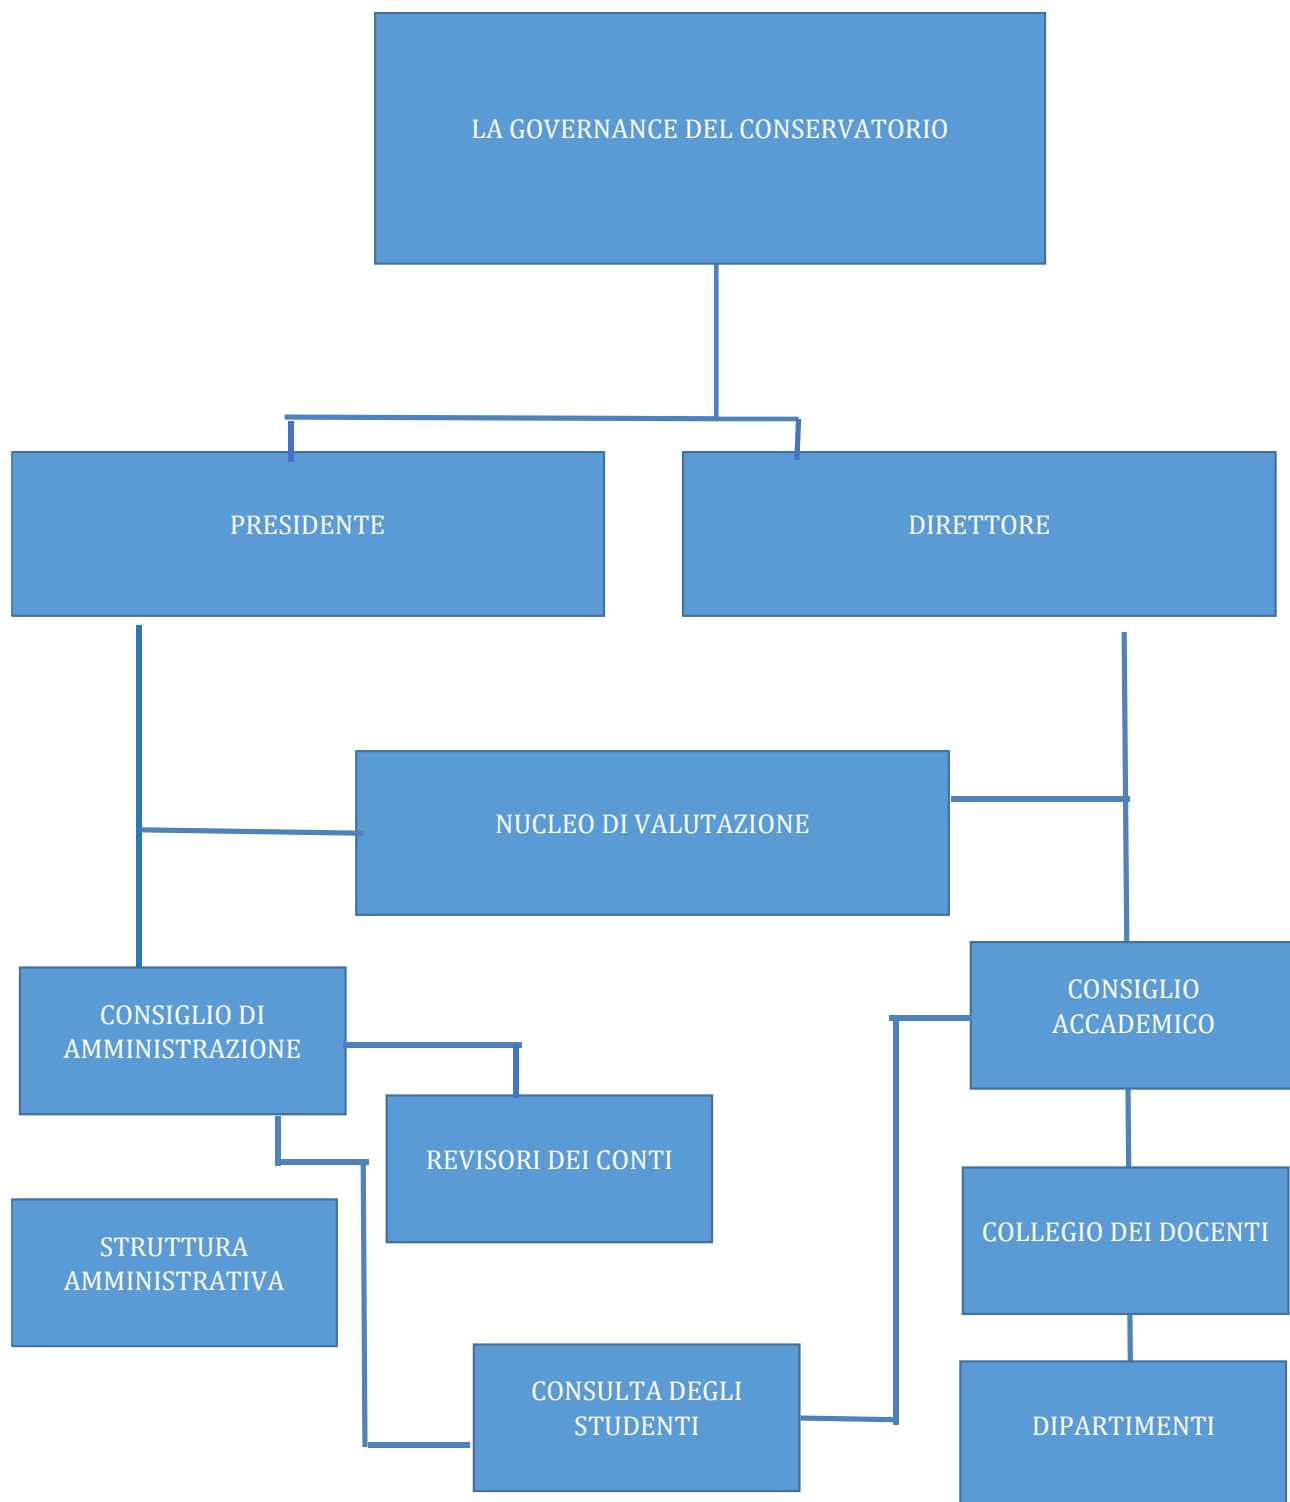 LA GOVERNANCE DEL CONSERVATORIO
PRESIDENTE
DIRETTORE
NUCLEO DI VALUTAZIONE
CONSIGLIO DI
AMMINISTRAZIONE
CONSIGLIO
ACCADEMICO
REVISORI DEI CONTI
STRUTTURA
AMMINISTRATIVA
COLLEGIO DEI DOCENTI
CONSULTA DEGLI
STUDENTI
DIPARTIMENTI